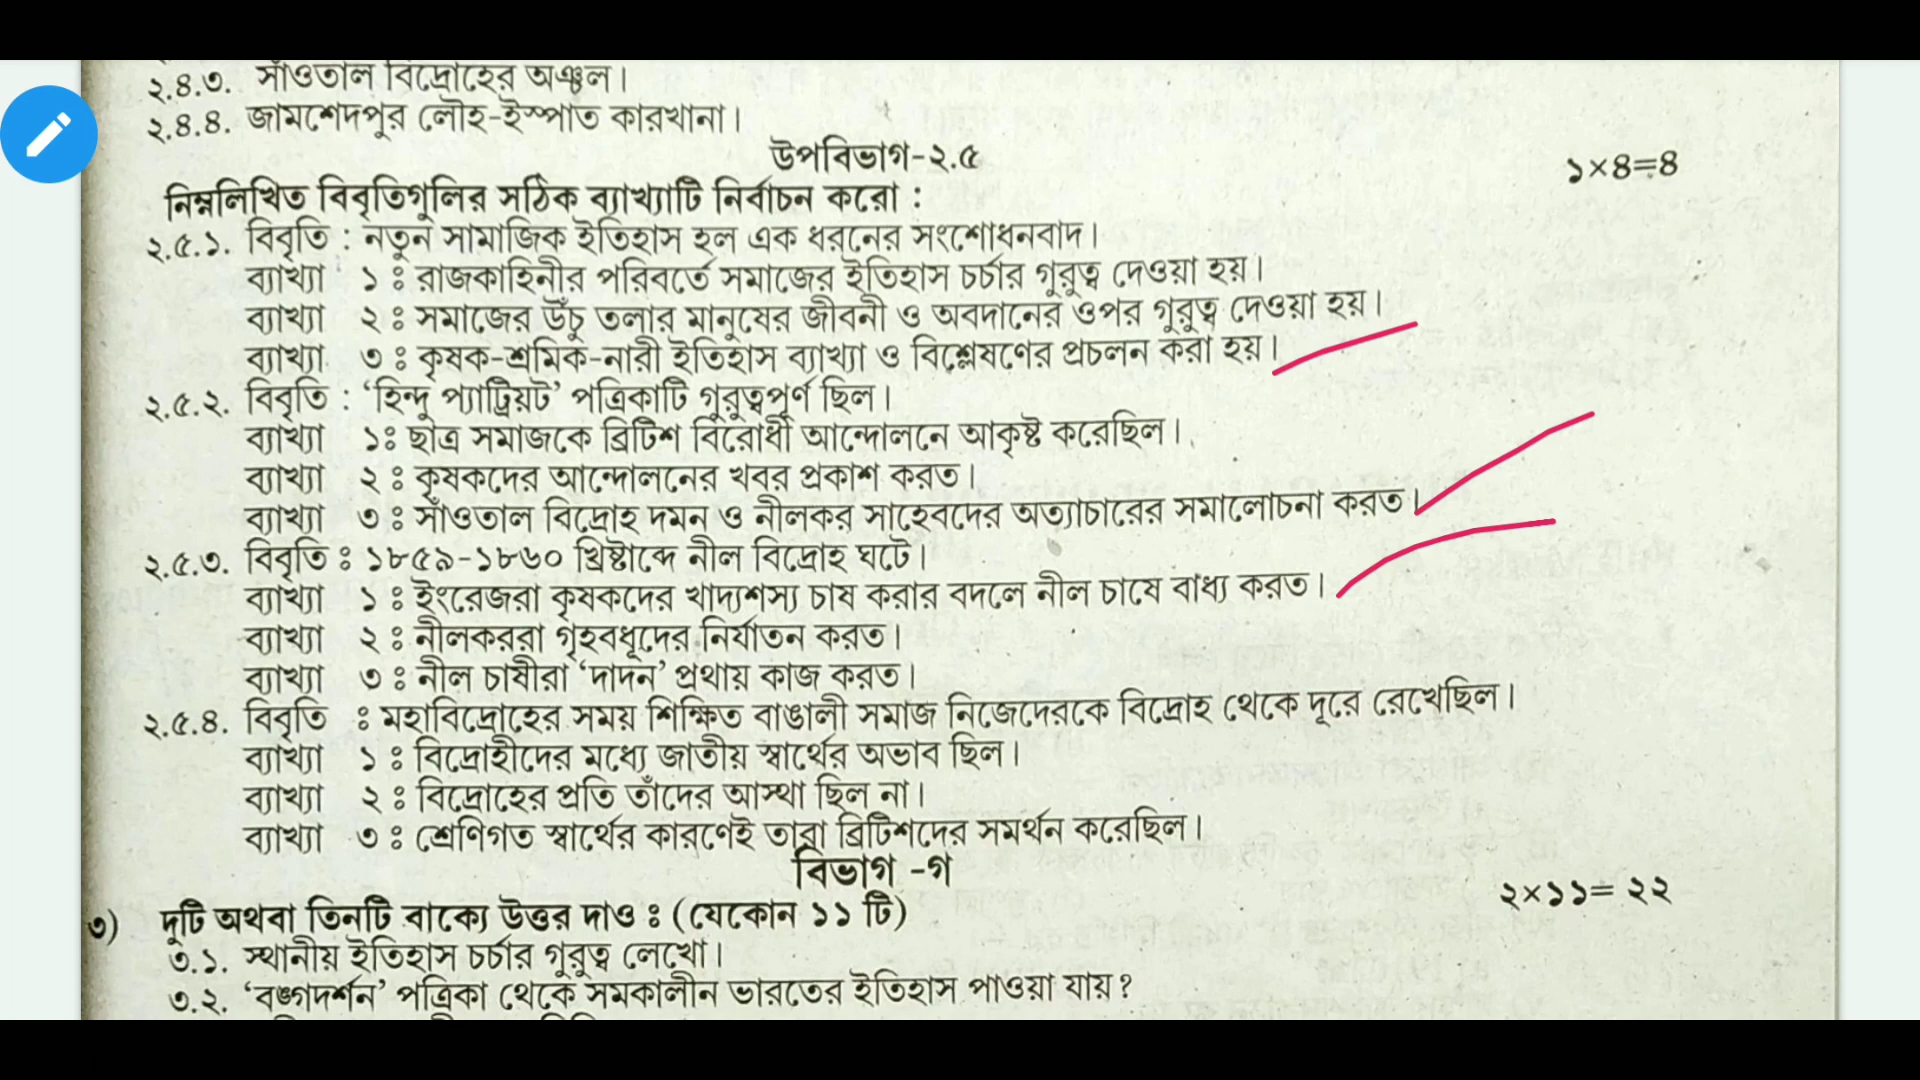 ২.৪.৩. সাঁওতাল বিদ্রোহের অঞ্চল।
২.৪.৪. জামশেদপুর লৌহ-ইস্পাত কারখানা।
উপবিভাগ-২.৫
১×৪=৪
নিম্নলিখিত বিবৃতিগুলির সঠিক ব্যাখ্যাটি নির্বাচন করো :
২.৫.১. বিবৃতি : নতুন সামাজিক ইতিহাস হল এক ধরনের সংশোধনবাদ।
ব্যাখ্যা ১ঃ রাজকাহিনীর পরিবর্তে সমাজের ইতিহাস চর্চার গুরুত্ব দেওয়া হয়।
ব্যাখ্যা ২ঃ সমাজের উঁচু তলার মানুষের জীবনী ও অবদানের ওপর গুরুত্ব দেওয়া হয়।
ব্যাখ্যা ৩ঃ কৃষক-শ্রমিক-নারী ইতিহাস ব্যাখ্যা ও বিশ্লেষণের প্রচলন করা হয়।
২.৫.২. বিবৃতি : ‘হিন্দু প্যাট্রিয়ট’ পত্রিকাটি গুরুত্বপূর্ণ ছিল।
ব্যাখ্যা ১ঃ ছাত্র সমাজকে ব্রিটিশ বিরোধী আন্দোলনে আকৃষ্ট করেছিল।
ব্যাখ্যা ২ঃ কৃষকদের আন্দোলনের খবর প্রকাশ করত।
ব্যাখ্যা ৩ঃ সাঁওতাল বিদ্রোহ দমন ও নীলকর সাহেবদের অত্যাচারের সমালোচনা করত।
২.৫.৩. বিবৃতি ঃ ১৮৫৯-১৮৬০ খ্রিষ্টাব্দে নীল বিদ্রোহ ঘটে।
ব্যাখ্যা ১ঃ ইংরেজরা কৃষকদের খাদ্যশস্য চাষ করার বদলে নীল চাষে বাধ্য করত।
ব্যাখ্যা ২ঃ নীলকররা গৃহবধূদের নির্যাতন করত।
ব্যাখ্যা ৩ঃ নীল চাষীরা ‘দাদন’ প্রথায় কাজ করত।
২.৫.৪. বিবৃতি ঃ মহাবিদ্রোহের সময় শিক্ষিত বাঙালী সমাজ নিজেদেরকে বিদ্রোহ থেকে দূরে রেখেছিল।
ব্যাখ্যা ১ঃ বিদ্রোহীদের মধ্যে জাতীয় স্বার্থের অভাব ছিল।
ব্যাখ্যা ২ঃ বিদ্রোহের প্রতি তাঁদের আস্থা ছিল না।
ব্যাখ্যা ৩ঃ শ্রেণিগত স্বার্থের কারণেই তারা ব্রিটিশদের সমর্থন করেছিল।
বিভাগ -গ
২×১১= ২২
৩) দুটি অথবা তিনটি বাক্যে উত্তর দাও ঃ (যেকোন ১১ টি)
৩.১. স্থানীয় ইতিহাস চর্চার গুরুত্ব লেখো।
৩.২. ‘বঙ্গদর্শন’ পত্রিকা থেকে সমকালীন ভারতের ইতিহাস পাওয়া যায়?